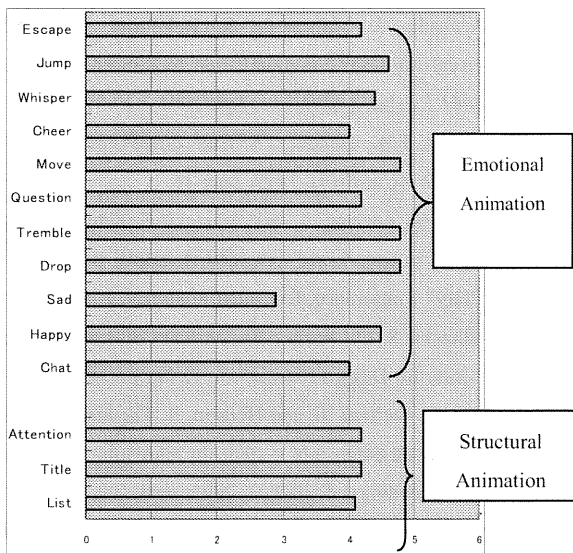 Escape
Jump
Whisper
Cheer
Move
Question
Tremble
Drop
Sad
Happy
Chat
Emotional
Animation
Attention
Title
List
Structural
Animation
0 1 2 3 4 5 6